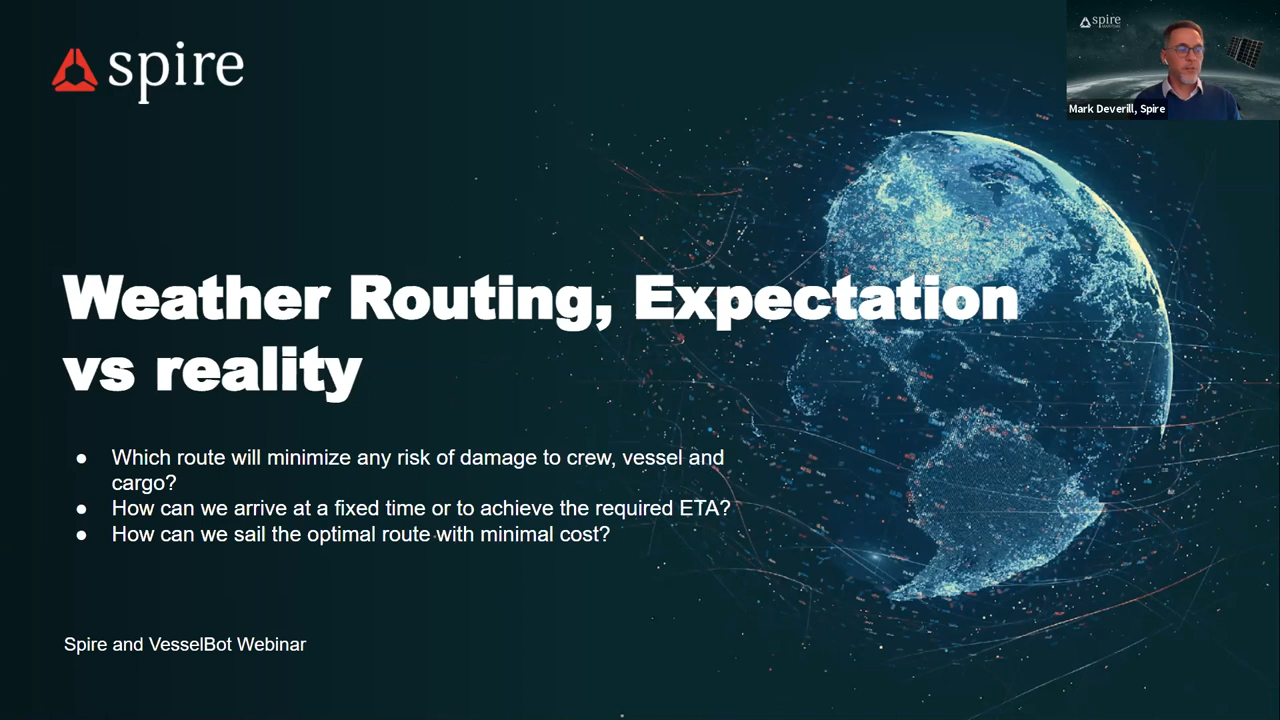 spire
spire
Mark Deverill, Spire
Weather Routing, Expectation
vs reality
● Which route will minimize any risk of damage to crew, vessel and
cargo?
● How can we arrive at a fixed time or to achieve the required ETA?
● How can we sail the optimal route with minimal cost?
Spire and VesselBot Webinar